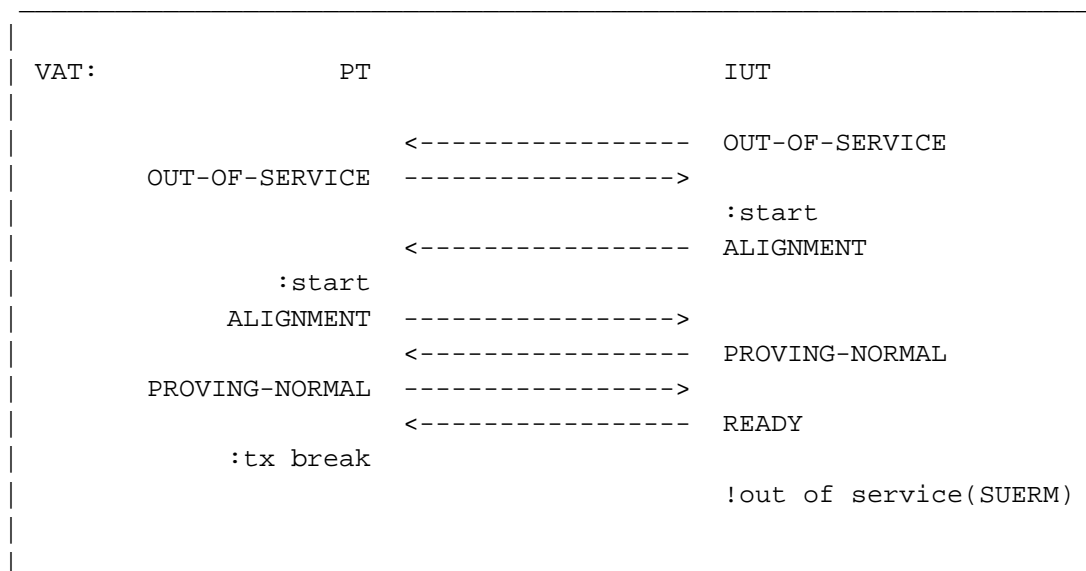 VAT: PT IUT
<----------------- OUT-OF-SERVICE
OUT-OF-SERVICE ----------------->
:start
<----------------- ALIGNMENT
:start
ALIGNMENT ----------------->
<----------------- PROVING-NORMAL
PROVING-NORMAL ----------------->
<----------------- READY
:tx break
!out of service(SUERM)